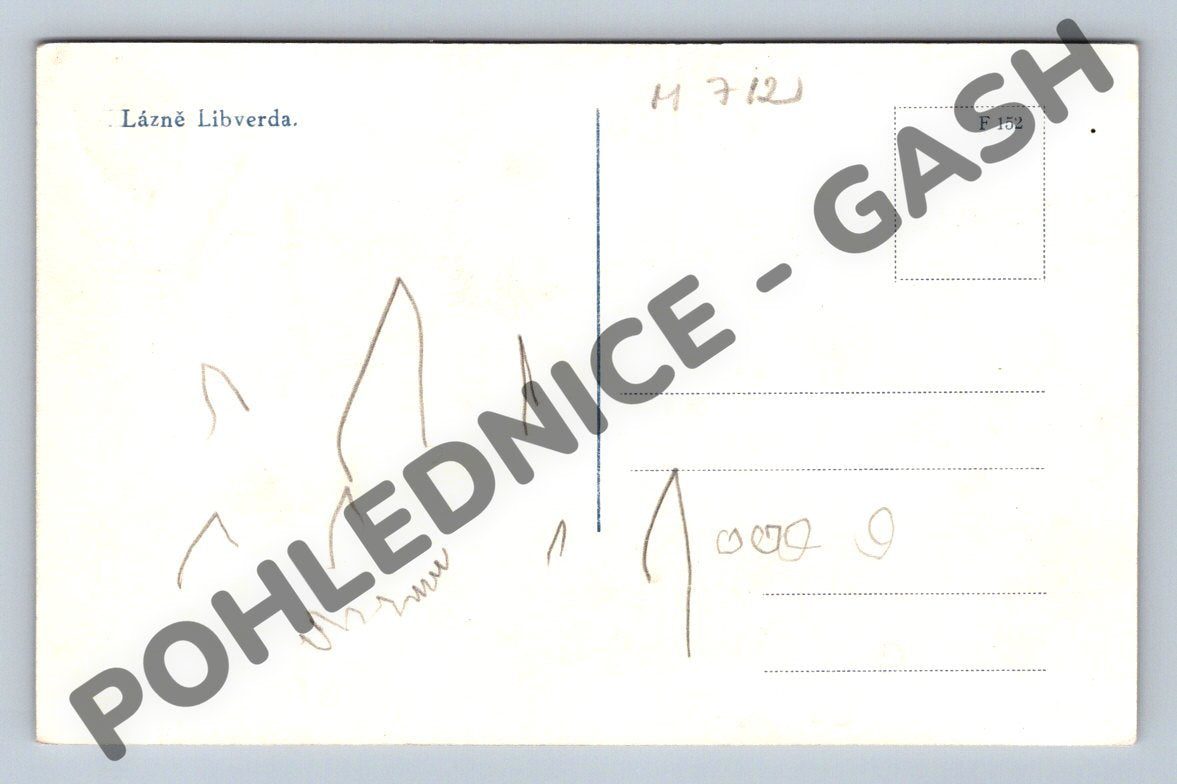 Lázně Libverda.
M 7121
F 152
POHLEDNICE - GASH